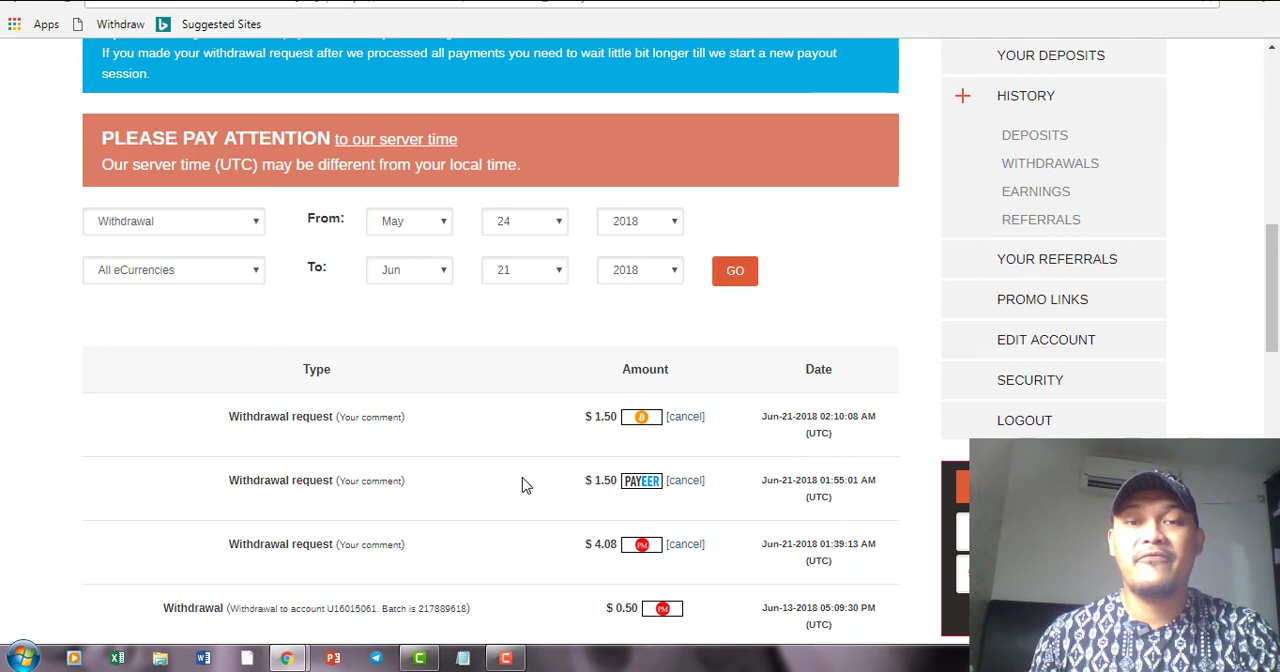 Apps Withdraw Suggested Sites
If you made your withdrawal request after we processed all payments you need to wait little bit longer till we start a new payout
session.
PLEASE PAY ATTENTION to our server time
Our server time (UTC) may be different from your local time.
Withdrawal From: May 24 2018
All eCurrencies To: Jun 21 2018 GO
Type Amount Date
Withdrawal request (Your comment) $ 1.50 [cancel] Jun-21-2018 02:10:08 AM
(UTC)
Withdrawal request (Your comment) $ 1.50 PAYEER [cancel] Jun-21-2018 01:55:01 AM
(UTC)
Withdrawal request (Your comment) $ 4.08 PM [cancel] Jun-21-2018 01:39:13 AM
(UTC)
Withdrawal (Withdrawal to account U16015061. Batch is 217889618) $ 0.50 PM Jun-13-2018 05:09:30 PM
(UTC)
YOUR DEPOSITS
HISTORY
DEPOSITS
WITHDRAWALS
EARNINGS
REFERRALS
YOUR REFERRALS
PROMO LINKS
EDIT ACCOUNT
SECURITY
LOGOUT